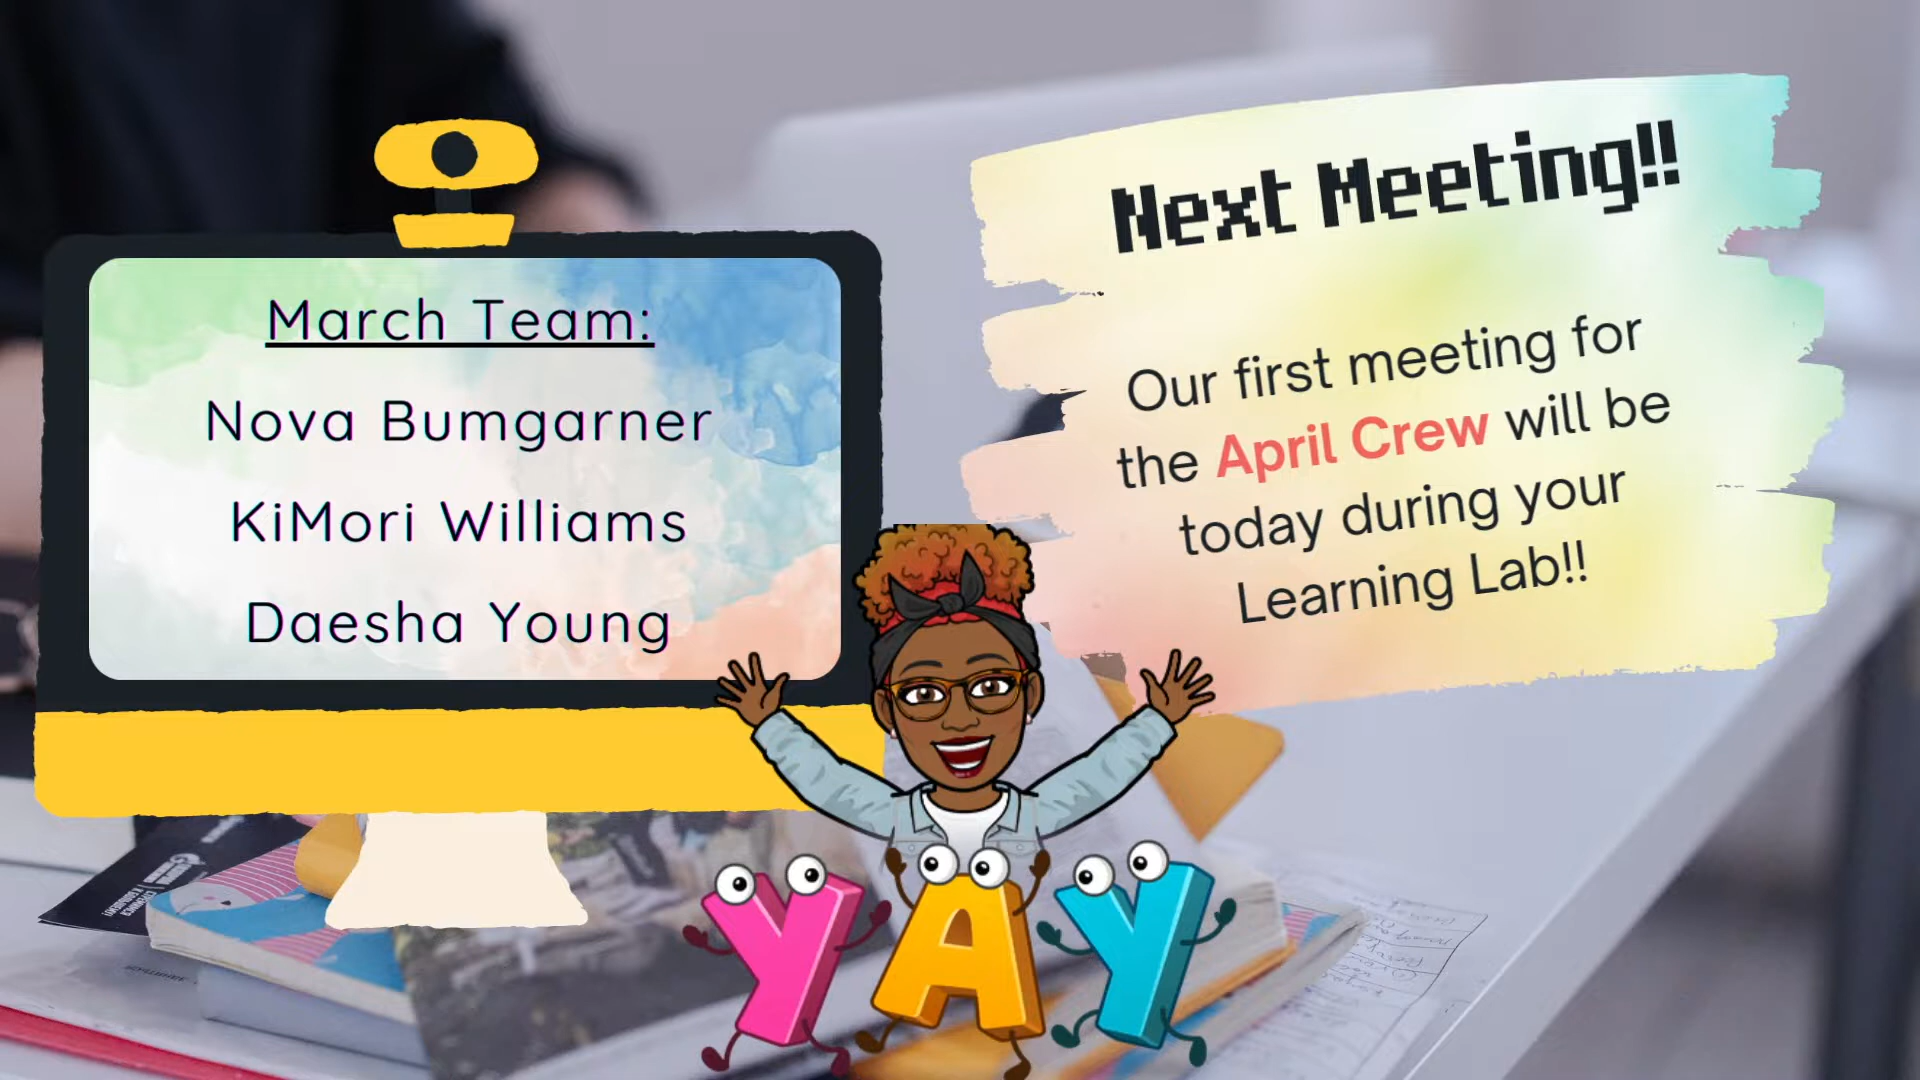 March Team:
Nova Bumgarner
KiMori Williams
Daesha Young
Next Meeting!!
Our first meeting for
the April Crew will be
today during your
Learning Lab!!
YAY